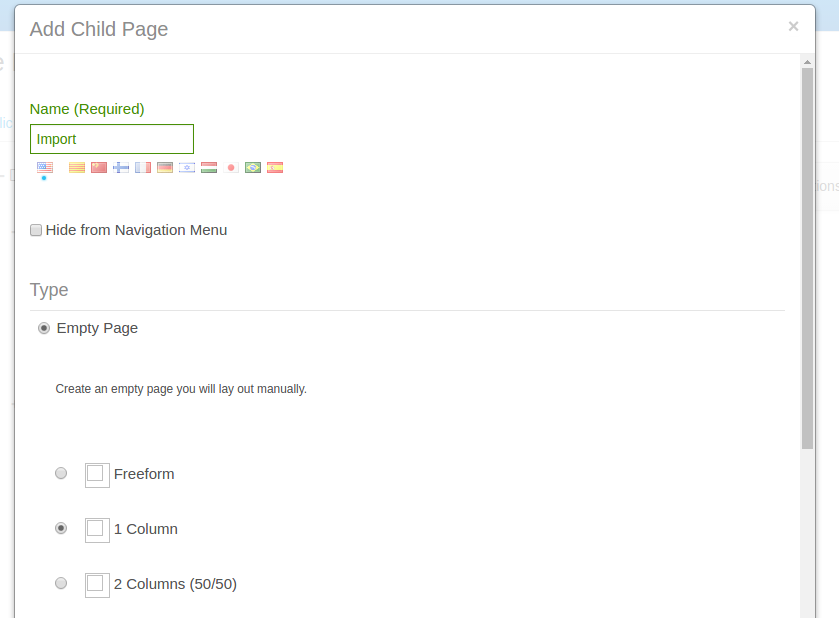 Add Child Page
×
Name (Required)
Import
Hide from Navigation Menu
Type
Empty Page
Create an empty page you will lay out manually.
Freeform
1 Column
2 Columns (50/50)